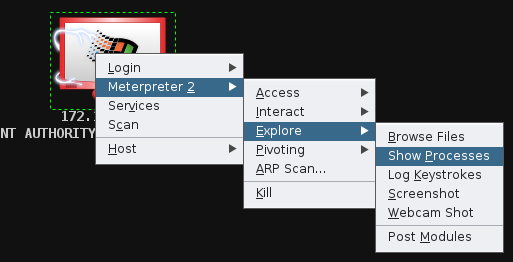 172.
NT AUTHORITY
Login
Meterpreter 2
Services
Scan
Host
Access
Interact
Explore
Pivoting
ARP Scan...
Kill
Browse Files
Show Processes
Log Keystrokes
Screenshot
Webcam Shot
Post Modules